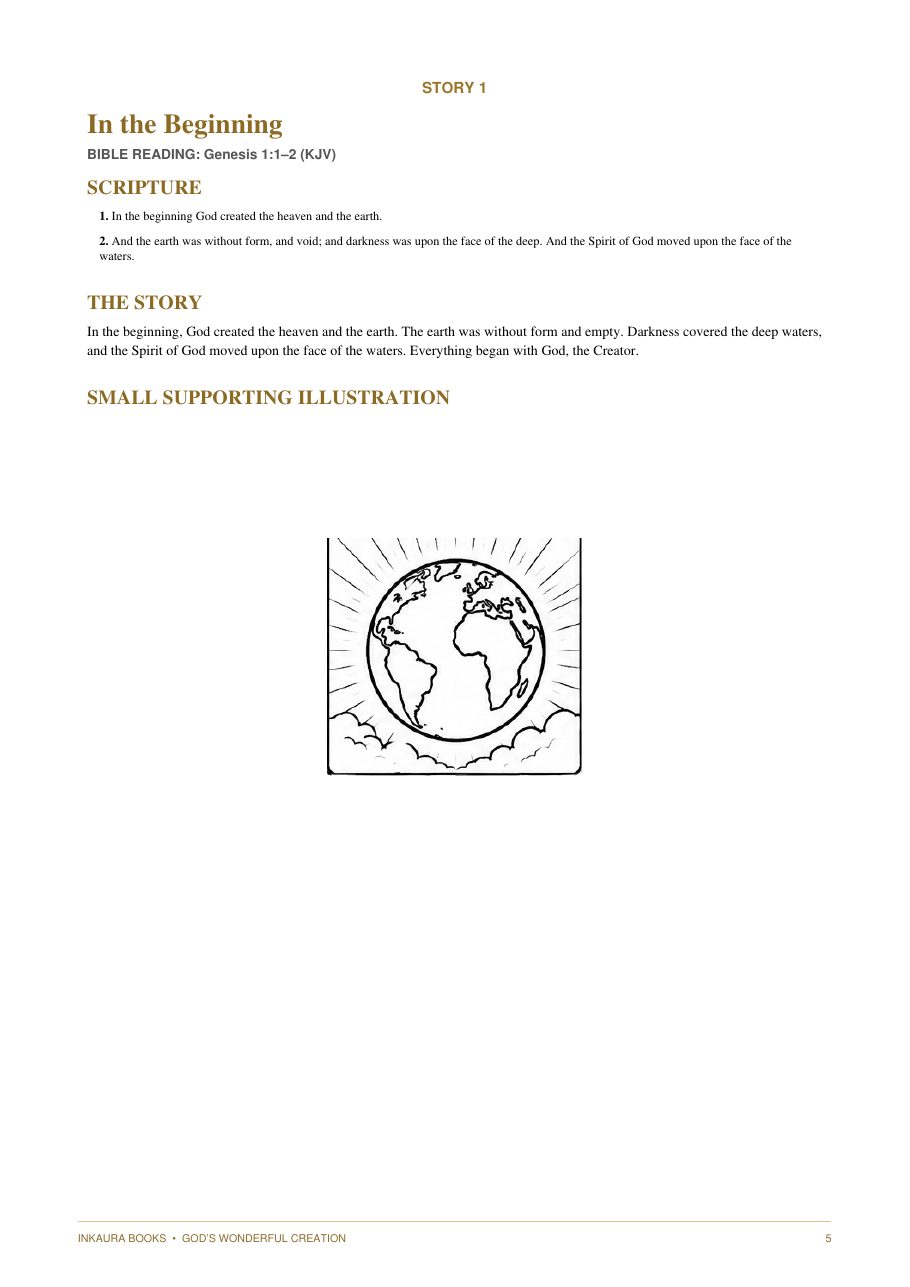 STORY 1
In the Beginning
BIBLE READING: Genesis 1:1–2 (KJV)
SCRIPTURE
1. In the beginning God created the heaven and the earth.
2. And the earth was without form, and void; and darkness was upon the face of the deep. And the Spirit of God moved upon the face of the
waters.
THE STORY
In the beginning, God created the heaven and the earth. The earth was without form and empty. Darkness covered the deep waters,
and the Spirit of God moved upon the face of the waters. Everything began with God, the Creator.
SMALL SUPPORTING ILLUSTRATION
INKAURA BOOKS • GOD'S WONDERFUL CREATION 5